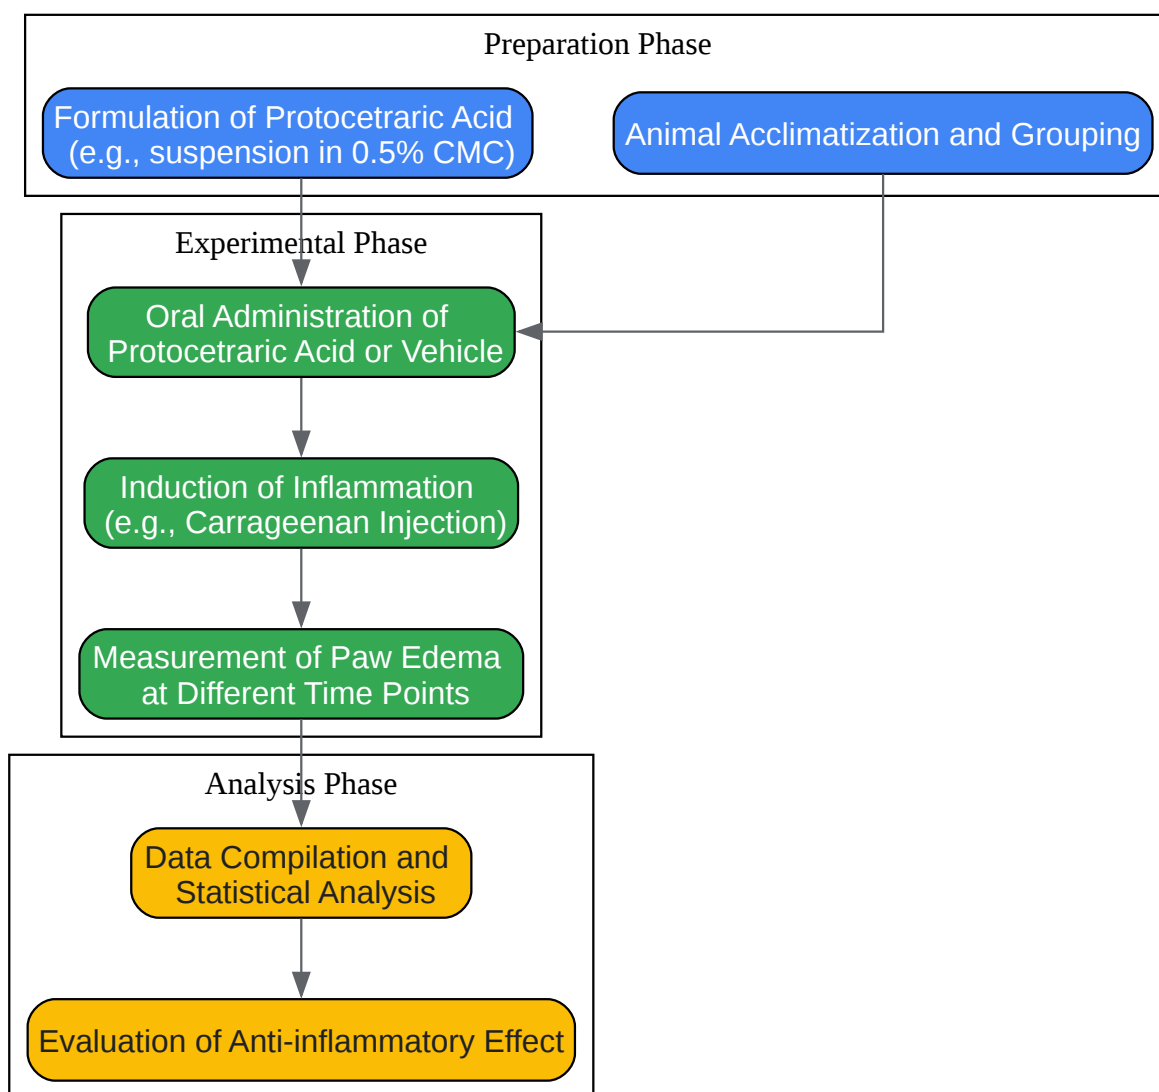 Preparation Phase
Formulation of Protocetraric Acid
(e.g., suspension in 0.5% CMC)
Animal Acclimatization and Grouping
Experimental Phase
Oral Administration of
Protocetraric Acid or Vehicle
Induction of Inflammation
(e.g., Carrageenan Injection)
Measurement of Paw Edema
at Different Time Points
Analysis Phase
Data Compilation and
Statistical Analysis
Evaluation of Anti-inflammatory Effect